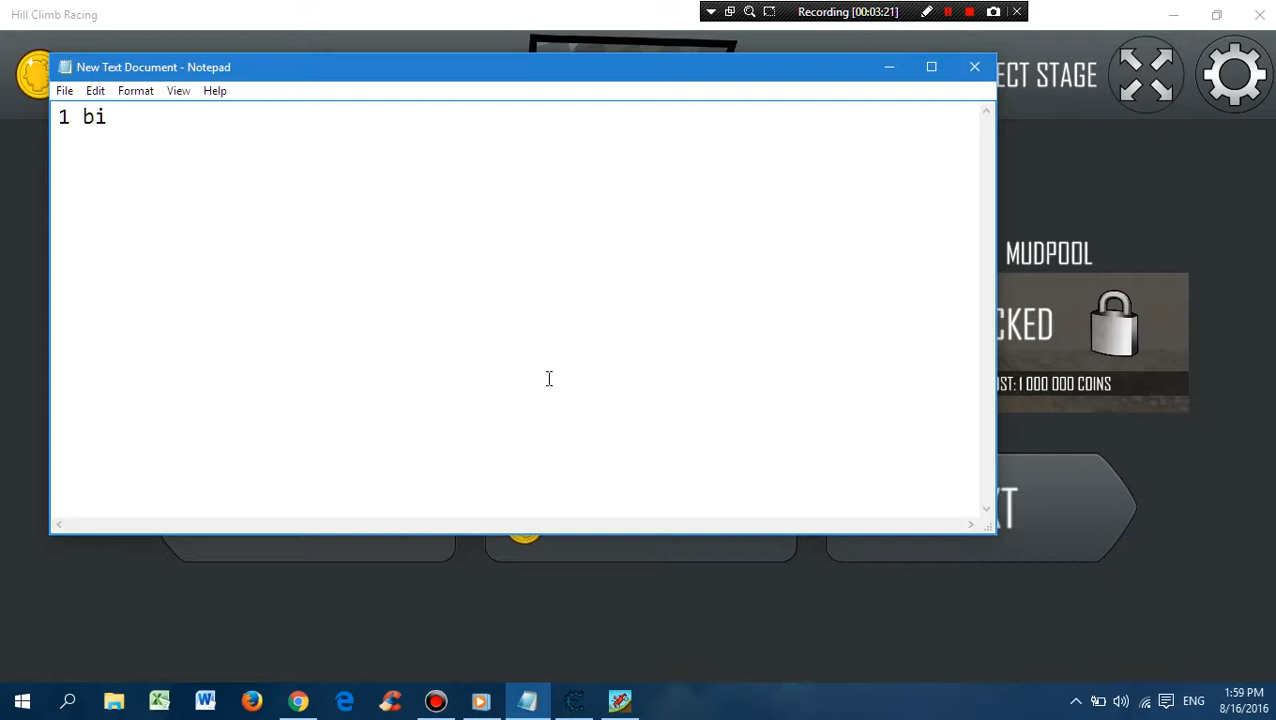 Hill Climb Racing
Recording [00:03:21]
New Text Document - Notepad
File Edit Format View Help
1 bi
ECT STAGE
MUDPOOL
CKED
ST: 1 000 000 COINS
XT
ENG
1:59 PM
8/16/2016